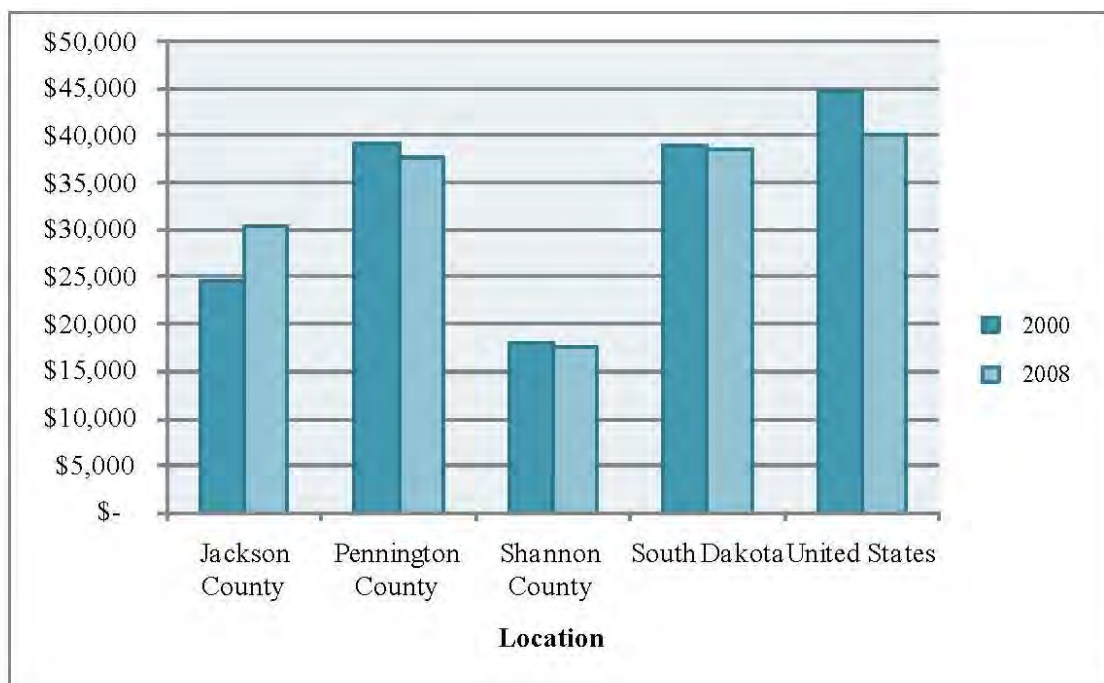 $50,000
$45,000
$40,000
$35,000
$30,000
$25,000
$20,000
$15,000
$10,000
$5,000
$-
Jackson County
Pennington County
Shannon County
South Dakota
United States
Location
2000
2008